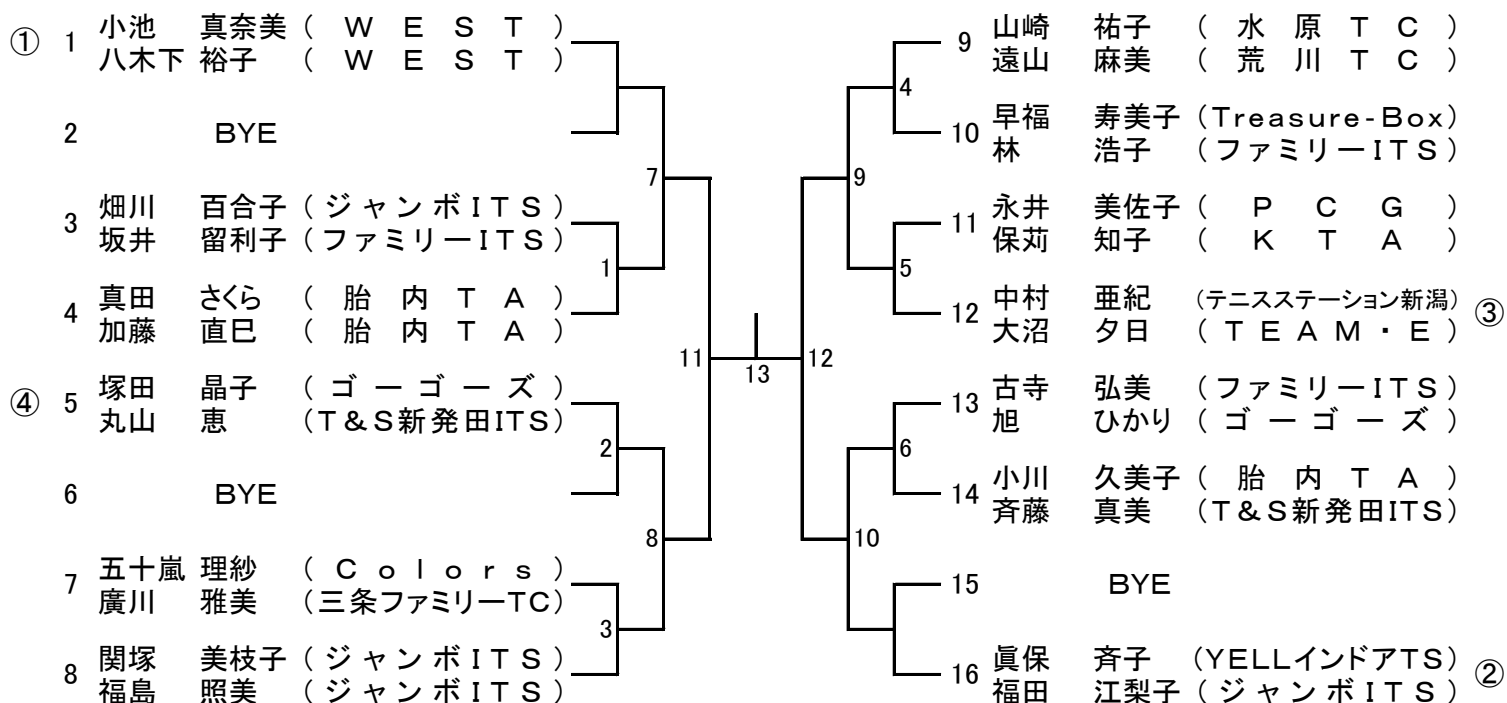 ① 1 小池 真奈美 (WEST)
八木下 裕子 (WEST)
2 BYE
7
3 畑川 百合子 (ジャンボITS)
坂井 留利子 (ファミリーITS)
1
4 真田 さくら (胎内TA)
加藤 直巳 (胎内TA)
11
④ 5 塚田 晶子 (ゴーゴーズ)
丸山 恵 (T&S新発田ITS)
2
6 BYE
8
7 五十嵐 理紗 (Colors)
廣川 雅美 (三条ファミリーTC)
3
8 関塚 美枝子 (ジャンボITS)
福島 照美 (ジャンボITS)
13
9 山崎 祐子 (水原TC)
遠山 麻美 (荒川TC)
4
10 早福 寿美子 (Treasure-Box)
林 浩子 (ファミリーITS)
9
11 永井 美佐子 (PCG)
保苅 知子 (KTA)
5
12 中村 亜紀 (テニスステーション新潟) ③
大沼 夕日 (TEAM・E)
12
13 古寺 弘美 (ファミリーITS)
旭 ひかり (ゴーゴーズ)
6
14 小川 久美子 (胎内TA)
斉藤 真美 (T&S新発田ITS)
10
15 BYE
16 眞保 斉子 (YELLインドアTS) ②
福田 江梨子 (ジャンボITS)